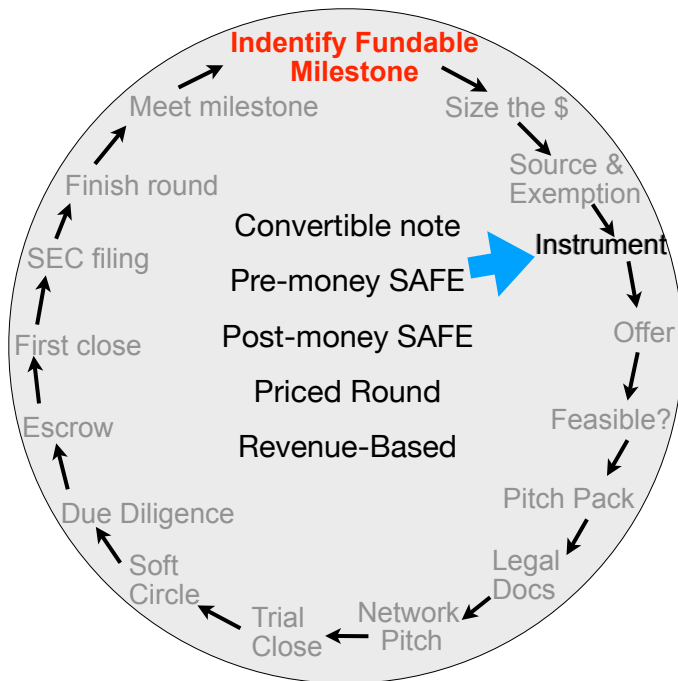 Indentify Fundable
Milestone
Size the $
Source &
Exemption
Instrument
Offer
Feasible?
Pitch Pack
Legal
Docs
Network
Pitch
Trial
Close
Soft
Circle
Due Diligence
Escrow
First close
SEC filing
Finish round
Meet milestone
Convertible note
Pre-money SAFE
Post-money SAFE
Priced Round
Revenue-Based